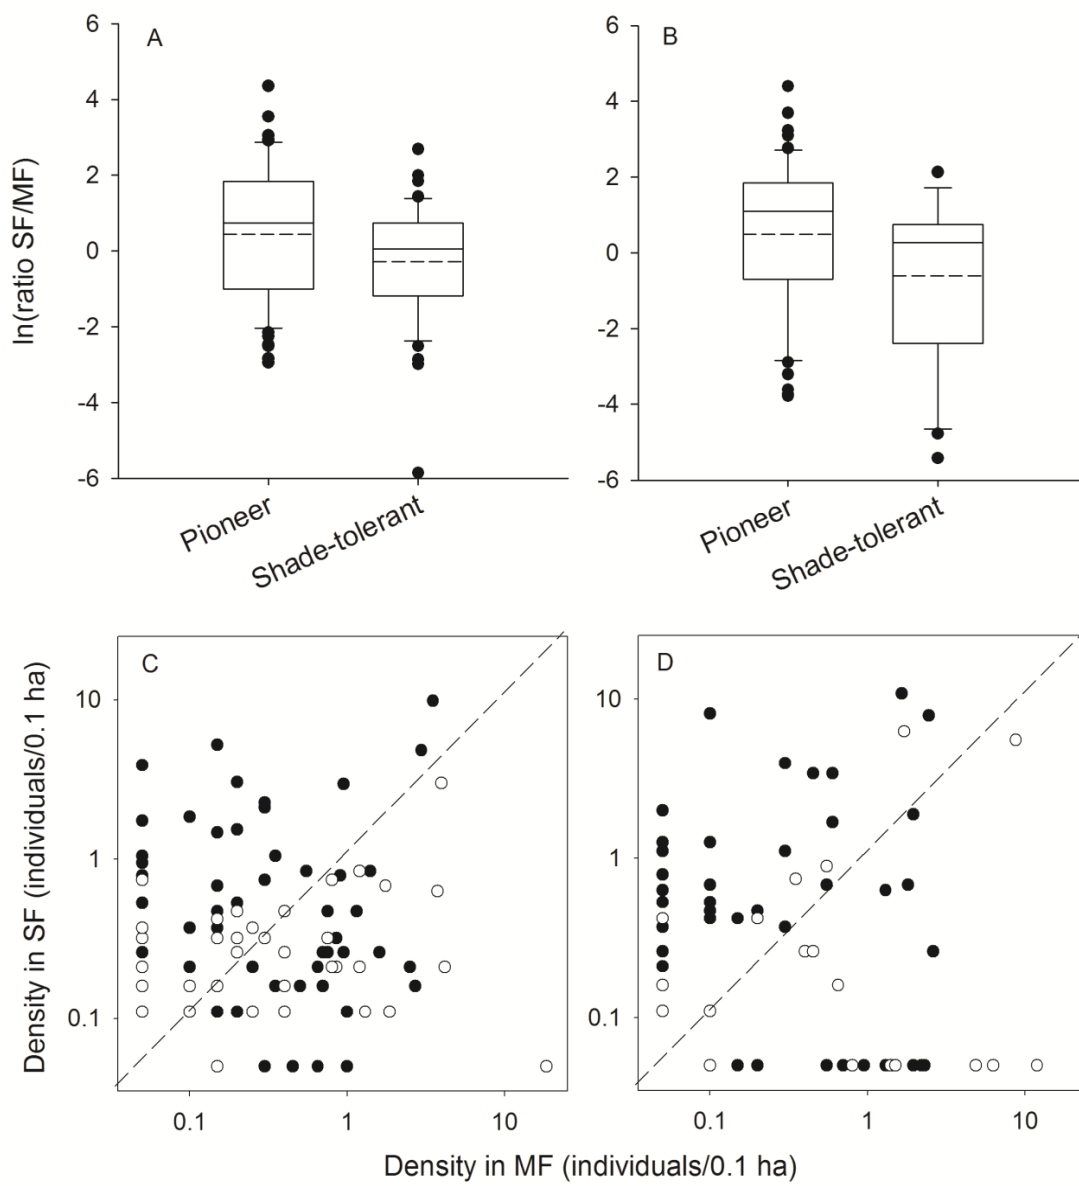 A
B
6
4
2
0
-2
-4
-6
6
4
2
0
-2
-4
-6
ln(ratio SF/MF)
Pioneer
Shade-tolerant
Pioneer
Shade-tolerant
C
D
10
1
0.1
10
1
0.1
Density in SF (individuals/0.1 ha)
0.1 1 10
0.1 1 10
Density in MF (individuals/0.1 ha)